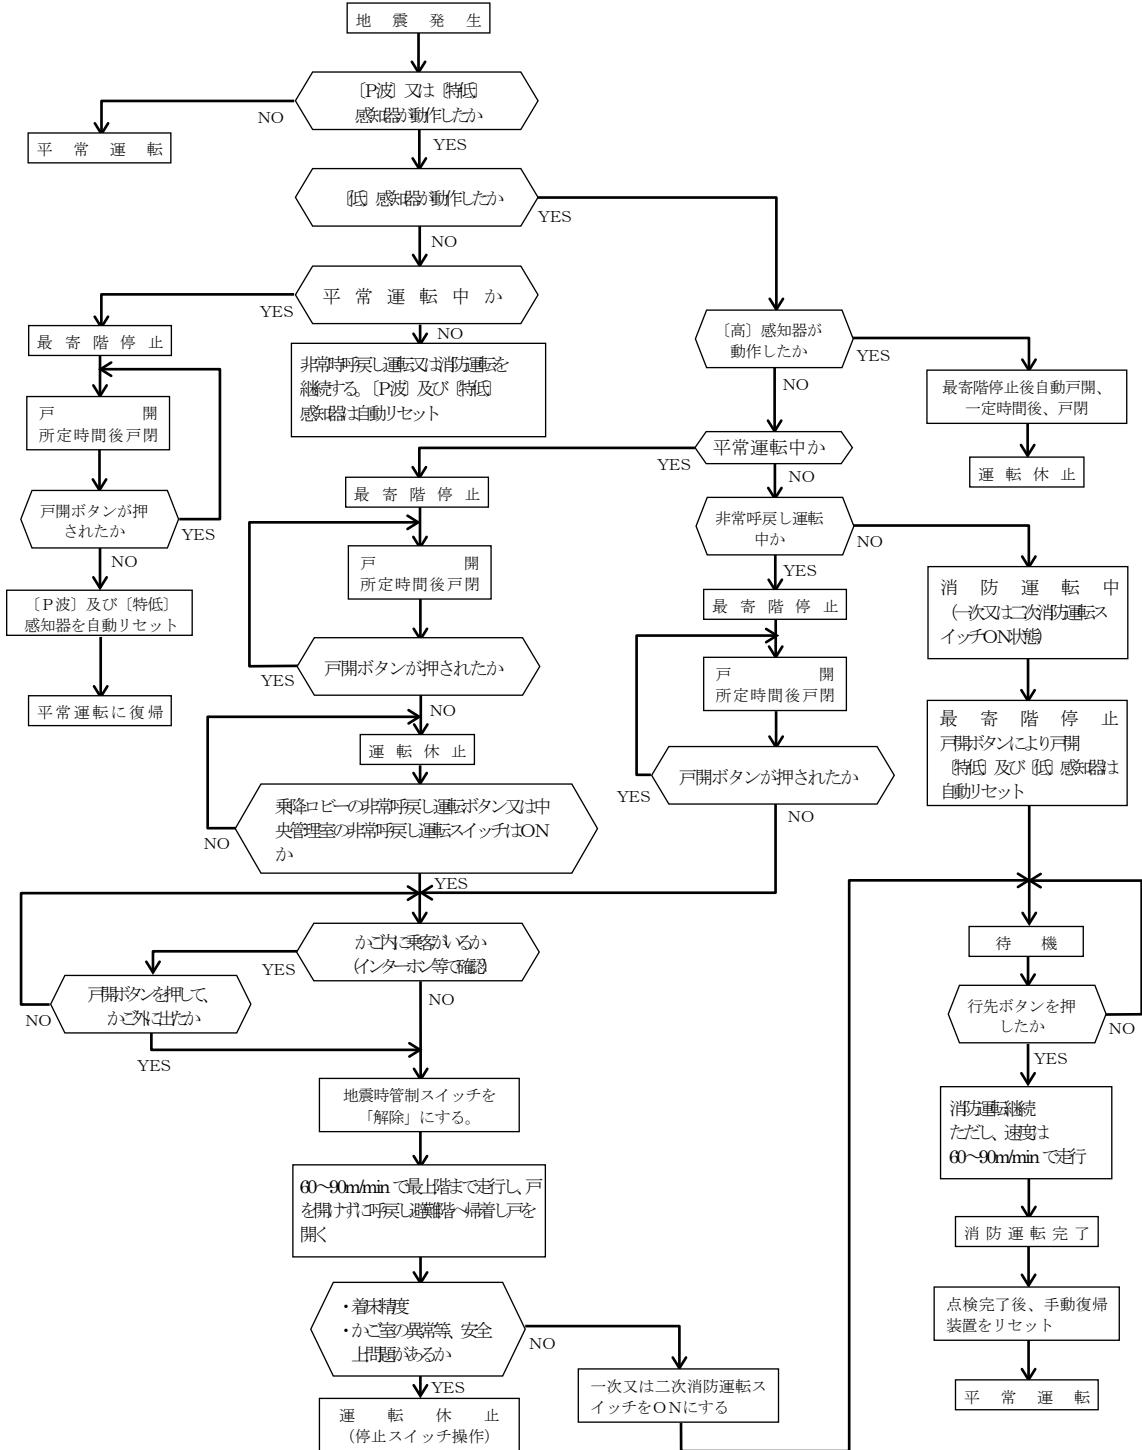 地震発生
〔P波〕又は〔特低〕
感知器が動作したか
NO
YES
平常運転
〔低〕感知器が動作したか
YES
NO
平常運転中か
YES
NO
最寄階停止
非常時呼戻し運転又は消防運転を
継続する。〔P波〕及び〔特低〕
感知器は自動リセット
〔高〕感知器が
動作したか
YES
NO
最寄階停止後自動戸開、
一定時間後、戸閉
運転休止
戸開
所定時間後戸閉
戸開ボタンが押
されたか
YES
NO
〔P波〕及び〔特低〕
感知器を自動リセット
平常運転に復帰
平常運転中か
YES
NO
最寄階停止
戸開
所定時間後戸閉
戸開ボタンが押されたか
YES
NO
運転休止
乗降ロビーの非常呼戻し運転ボタン又は中
央管理室の非常呼戻し運転スイッチはON
か
NO
YES
非常呼戻し運転
中か
NO
YES
最寄階停止
戸開
所定時間後戸閉
戸開ボタンが押されたか
YES
NO
消防運転中
(一次又は二次消防運転ス
イッチON状態)
最寄階停止
戸開ボタンにより戸開
〔特低〕及び〔低〕感知器は
自動リセット
かご内に乗客がいるか
(インターホン等で確認)
YES
NO
戸開ボタンを押して、
かご外に出たか
NO
YES
地震時管制スイッチを
「解除」にする。
60~90m/minで最上階まで走行し、戸
を開けずに呼戻し避難階へ帰着し戸を
開く
・着床精度
・かご室の異常等、安全
上問題があるか
NO
YES
運転休止
(停止スイッチ操作)
一次又は二次消防運転ス
イッチをONにする
待機
行先ボタンを押
したか
NO
YES
消防運転継続
ただし、速度は
60~90m/minで走行
消防運転完了
点検完了後、手動復帰
装置をリセット
平常運転